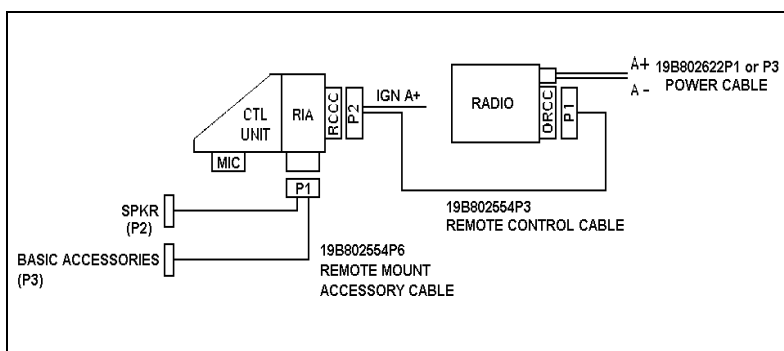 A+
A -
19B802622P1 or P3
POWER CABLE
IGN A+
CTL
UNIT
RIA
RCCC
P2
RADIO
ORCC
P1
MIC
P1
SPKR
(P2)
19B802554P3
REMOTE CONTROL CABLE
BASIC ACCESSORIES
(P3)
19B802554P6
REMOTE MOUNT
ACCESSORY CABLE